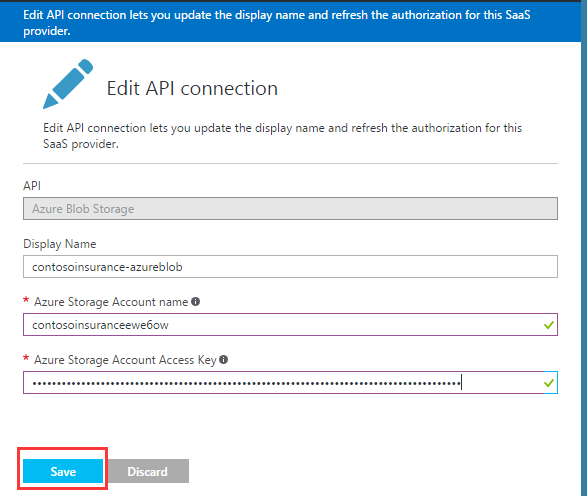 Edit API connection lets you update the display name and refresh the authorization for this SaaS
provider.
Edit API connection
Edit API connection lets you update the display name and refresh the authorization for this
SaaS provider.
API
Azure Blob Storage
Display Name
contosoinsurance-azureblob
* Azure Storage Account name
contosoinsuranceewe6ow
* Azure Storage Account Access Key
Save
Discard